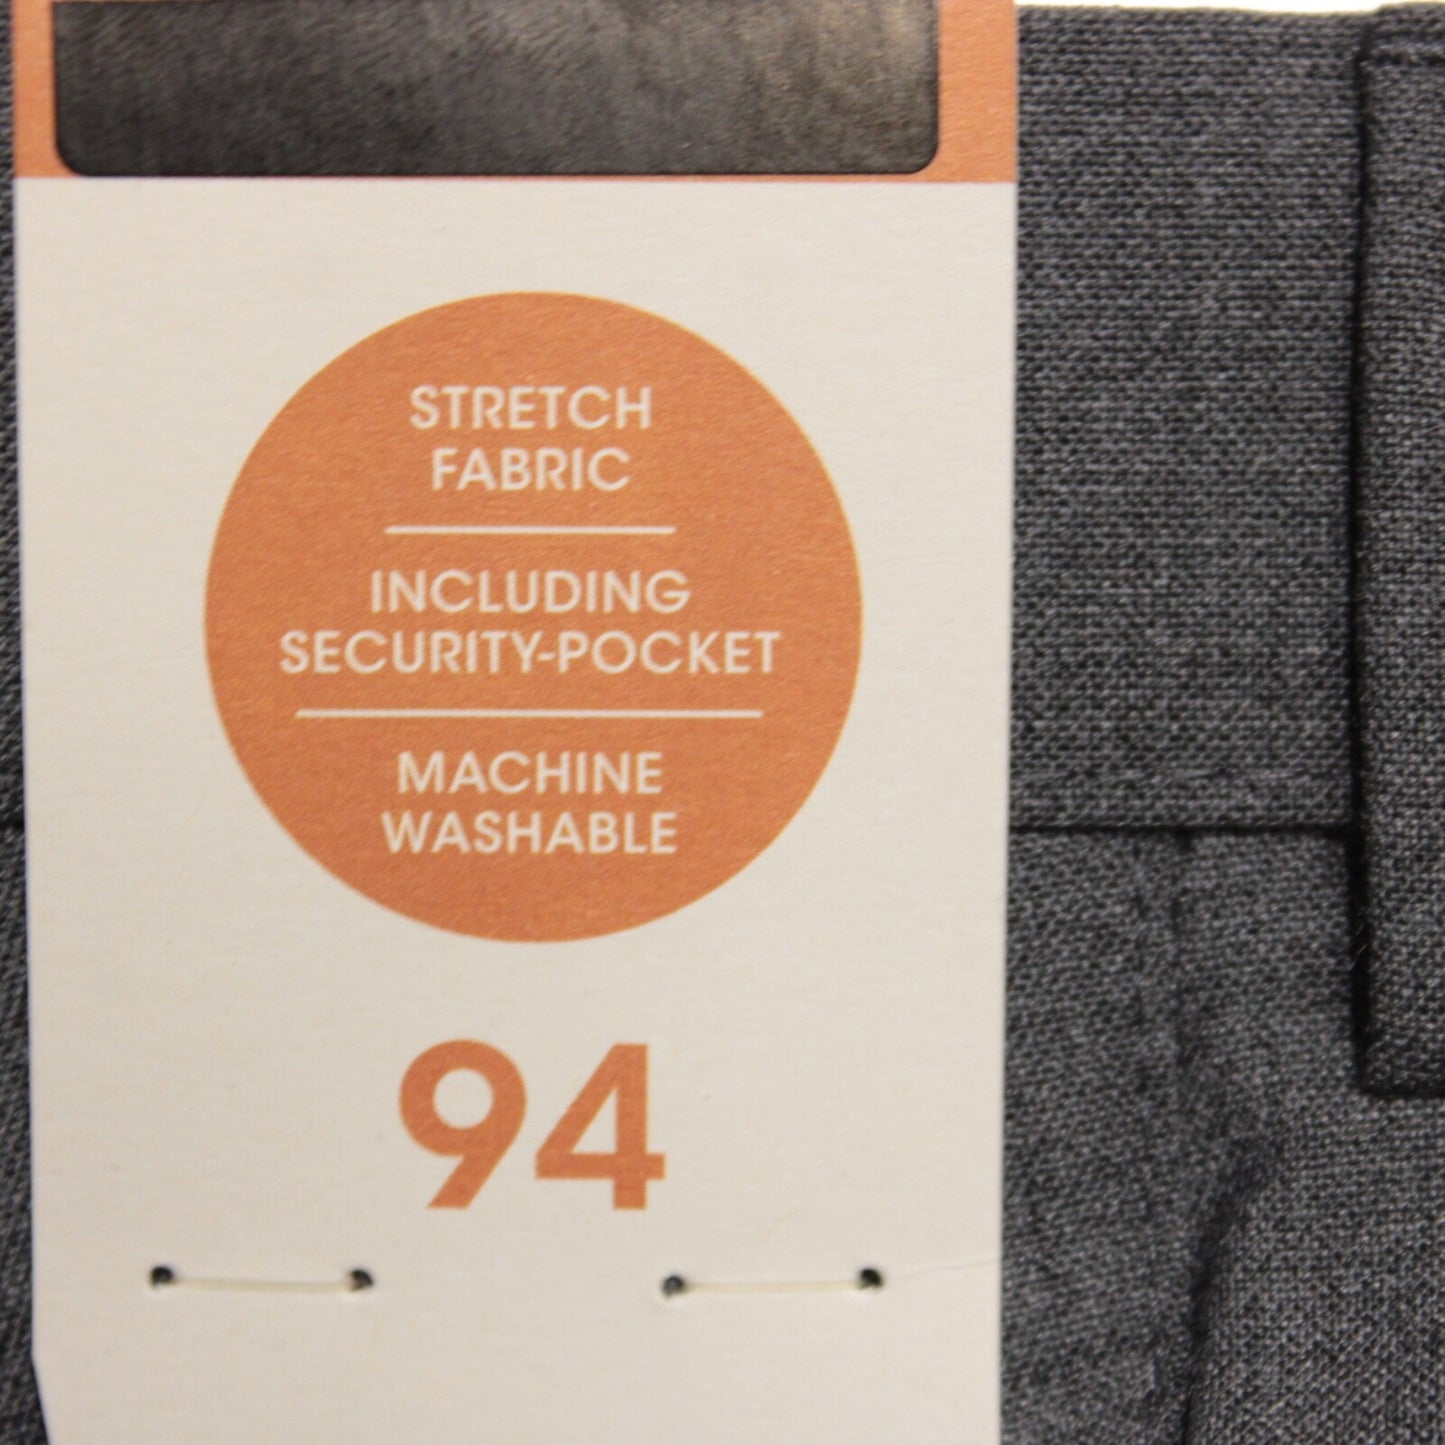 STRETCH
FABRIC
INCLUDING
SECURITY-POCKET
MACHINE
WASHABLE
94